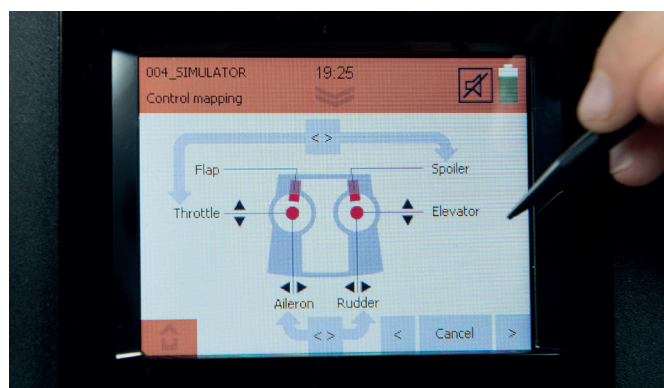 004_SIMULATOR 19:25
Control mapping
< >
Flap Spoiler
Throttle Elevator
Aileron Rudder
< > < Cancel >